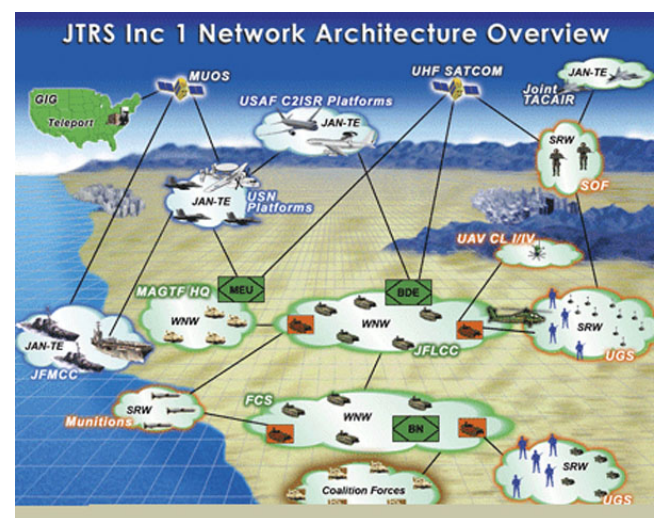 JTRS Inc 1 Network Architecture Overview
MUOS
UHF SATCOM
JAN-TE
Joint
TACAIR
GIG
Teleport
USAF C2ISR Platforms
JAN-TE
SRW
SOF
JAN-TE
USN
Platforms
UAV CL I/IV
MAGTF HQ
MEU
BDE
WNW
WNW
JFLCC
SRW
UGS
JAN-TE
JFMCC
SRW
Munitions
FCS
WNW
BN
SRW
UGS
Coalition Forces